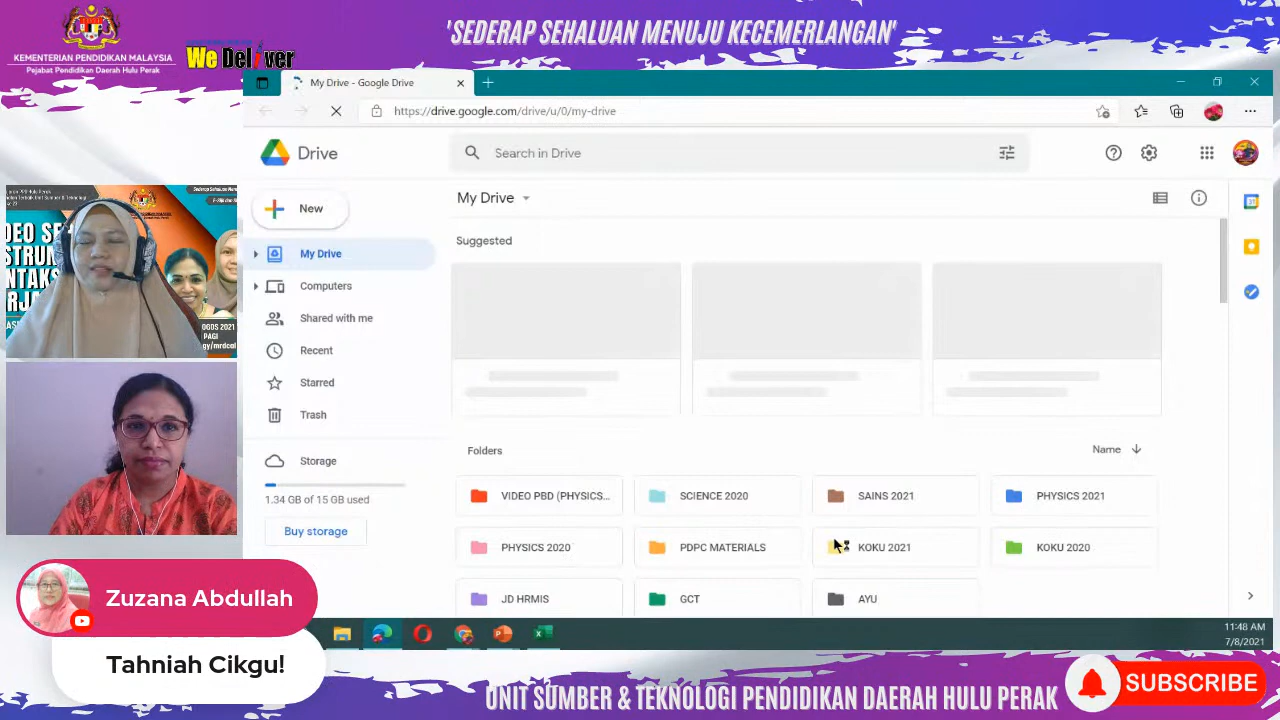 'SEDERAP SEHALUAN MENUJU KECEMERLANGAN'
KEMENTERIAN PENDIDIKAN MALAYSIA
Pejabat Pendidikan Daerah Hulu Perak
We Deliver
My Drive - Google Drive
https://drive.google.com/drive/u/0/my-drive
Drive
Search in Drive
New
My Drive
Computers
Shared with me
Recent
Starred
Trash
Storage
1.34 GB of 15 GB used
Buy storage
My Drive
Suggested
Folders
Name
VIDEO PBD (PHYSICS...
SCIENCE 2020
SAINS 2021
PHYSICS 2021
PHYSICS 2020
PDPC MATERIALS
KOKU 2021
KOKU 2020
JD HRMIS
GCT
AYU
11:48 AM
7/8/2021
OGOS 2021
PAGI
Zuzana Abdullah
Tahniah Cikgu!
UNIT SUMBER & TEKNOLOGI PENDIDIKAN DAERAH HULU PERAK
SUBSCRIBE